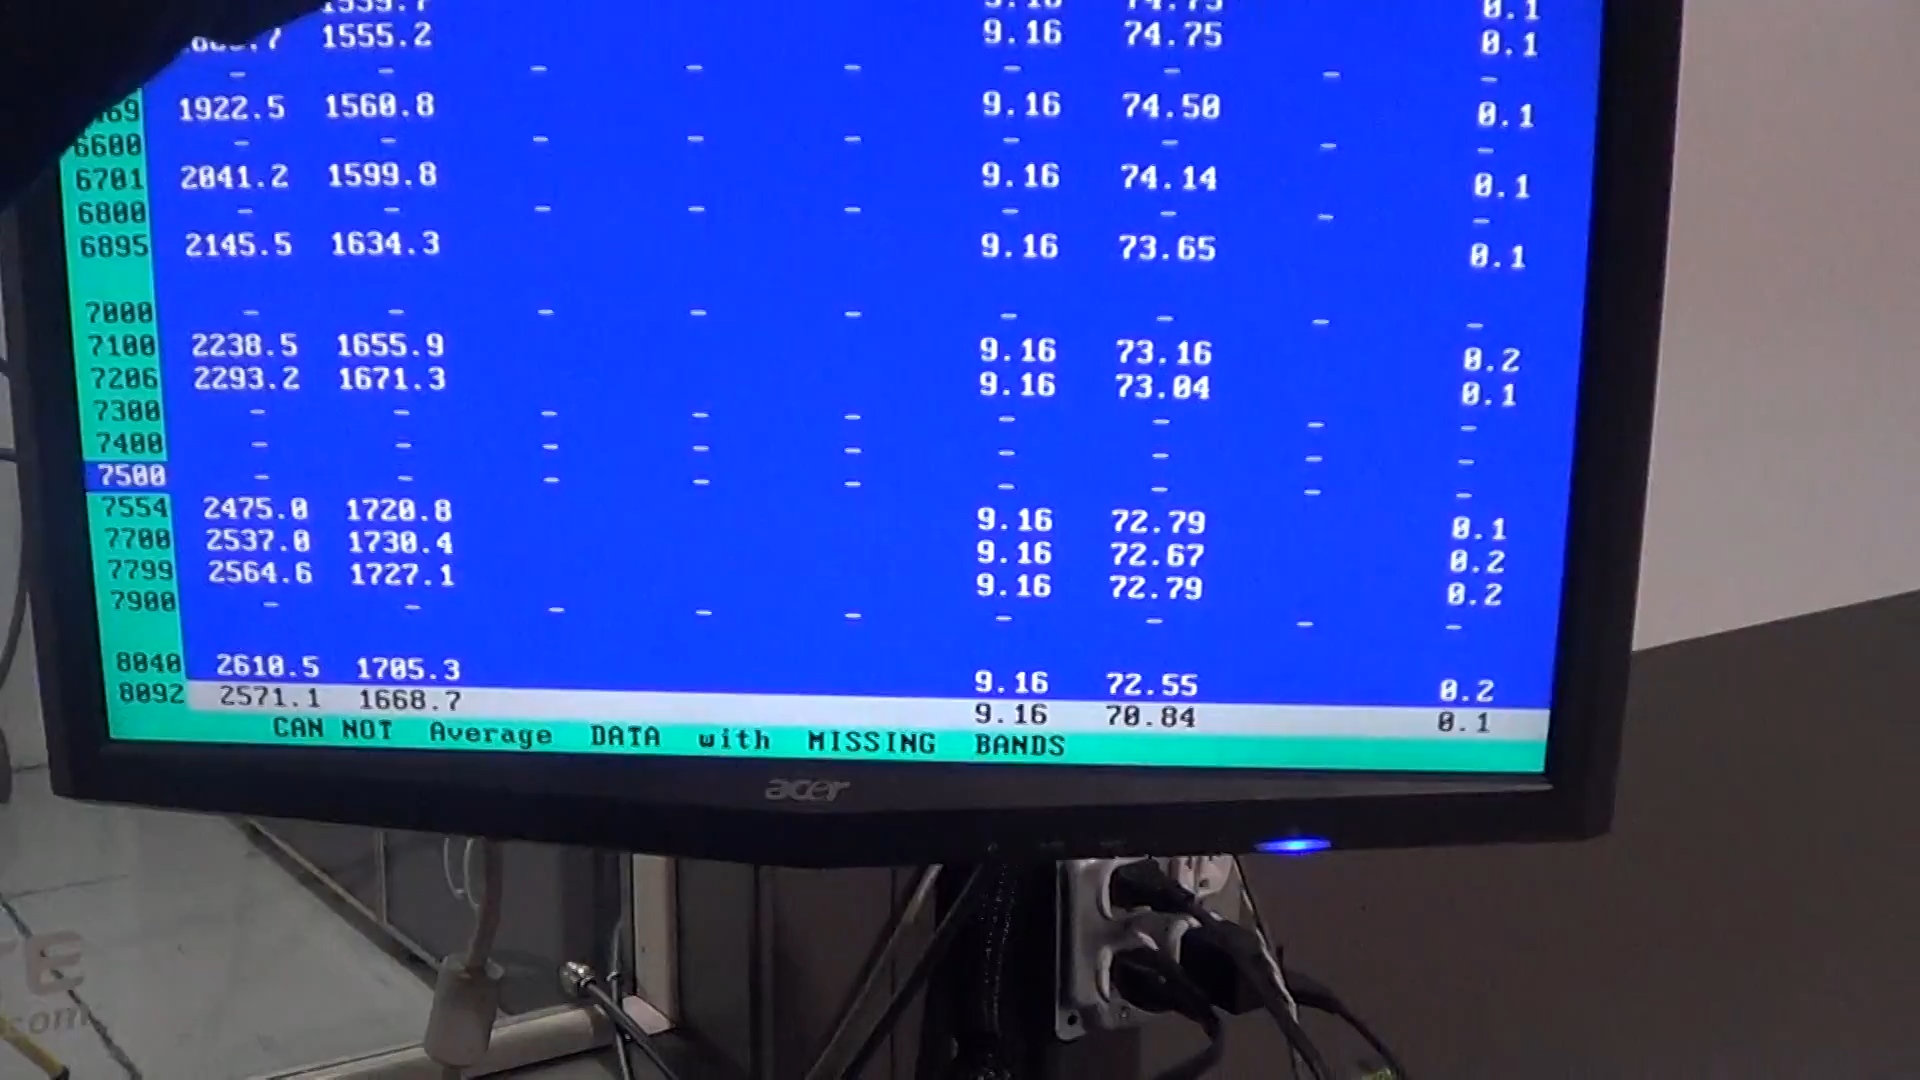 1555.2 9.16 74.75 0.1
- - - - - - - - -
1922.5 1560.8 9.16 74.50 0.1
6600 - - - - - - - - -
6701 2041.2 1599.8 9.16 74.14 0.1
6800 - - - - - - - - -
6895 2145.5 1634.3 9.16 73.65 0.1
7000 - - - - - - - - -
7100 2238.5 1655.9 9.16 73.16 0.2
7206 2293.2 1671.3 9.16 73.04 0.1
7300 - - - - - - - - -
7400 - - - - - - - - -
7500 - - - - - - - - -
7554 2475.0 1720.8 9.16 72.79 0.1
7700 2537.0 1730.4 9.16 72.67 0.2
7799 2564.6 1727.1 9.16 72.79 0.2
7900 - - - - - - - - -
8040 2610.5 1705.3 9.16 72.55 0.2
8092 2571.1 1668.7 9.16 70.84 0.1
CAN NOT Average DATA with MISSING BANDS
acer